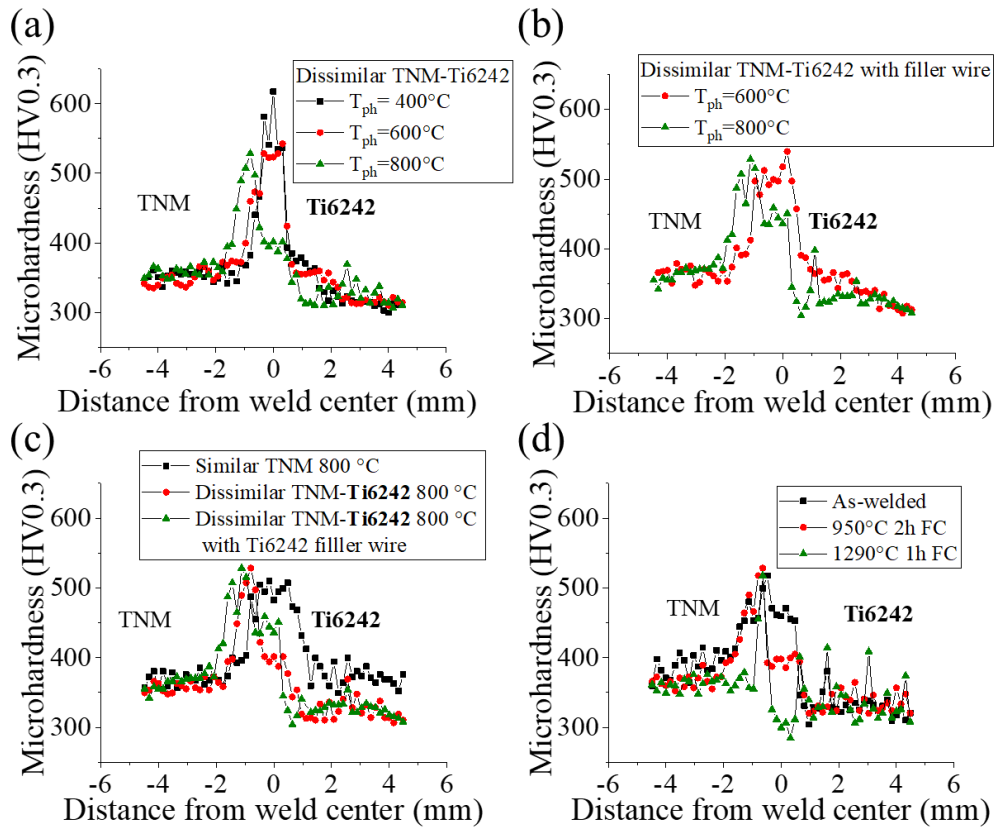 (a)
Microhardness (HV0.3)
600
500
400
300
Dissimilar TNM-Ti6242
Tph= 400°C
Tph=600°C
Tph=800°C
TNM
Ti6242
-6 -4 -2 0 2 4 6
Distance from weld center (mm)
(b)
Microhardness (HV0.3)
600
500
400
300
Dissimilar TNM-Ti6242 with filler wire
Tph=600°C
Tph=800°C
TNM
Ti6242
-6 -4 -2 0 2 4 6
Distance from weld center (mm)
(c)
Microhardness (HV0.3)
600
500
400
300
Similar TNM 800 °C
Dissimilar TNM-Ti6242 800 °C
Dissimilar TNM-Ti6242 800 °C
with Ti6242 filller wire
TNM
Ti6242
-6 -4 -2 0 2 4 6
Distance from weld center (mm)
(d)
Microhardness (HV0.3)
600
500
400
300
As-welded
950°C 2h FC
1290°C 1h FC
TNM
Ti6242
-6 -4 -2 0 2 4 6
Distance from weld center (mm)